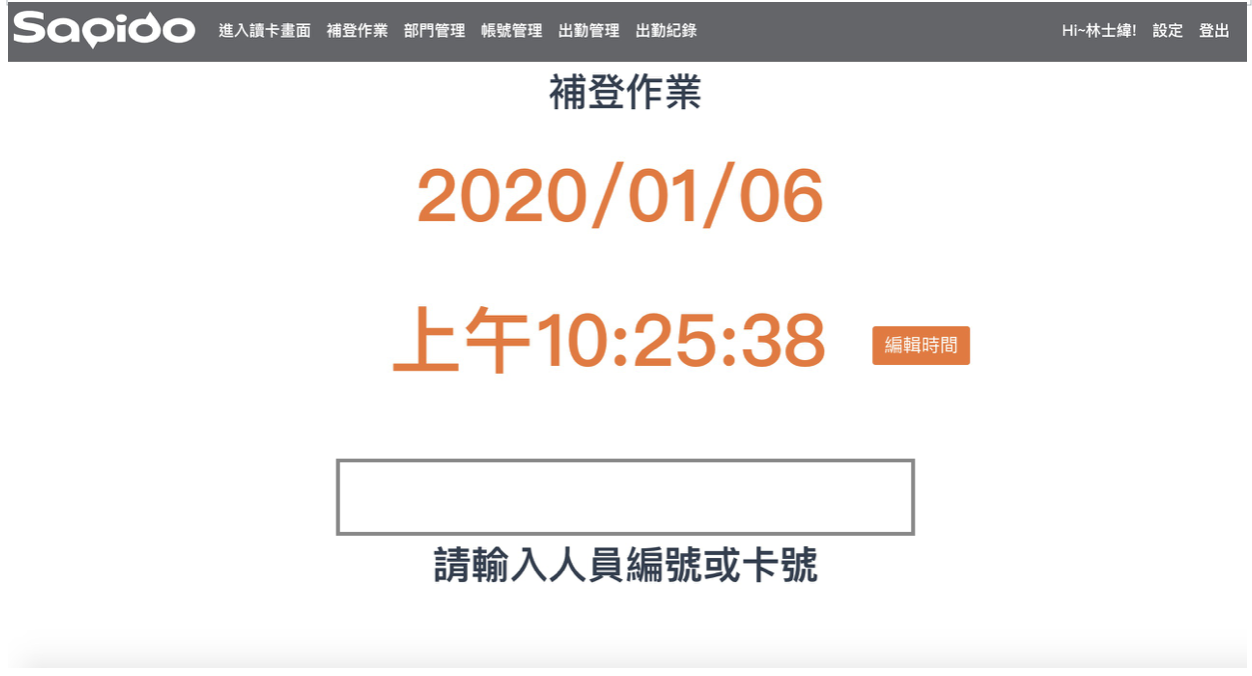 Sapido 進入讀卡畫面 補登作業 部門管理 帳號管理 出勤管理 出勤紀錄 Hi~林士緯! 設定 登出
補登作業
2020/01/06
上午10:25:38 編輯時間
請輸入人員編號或卡號